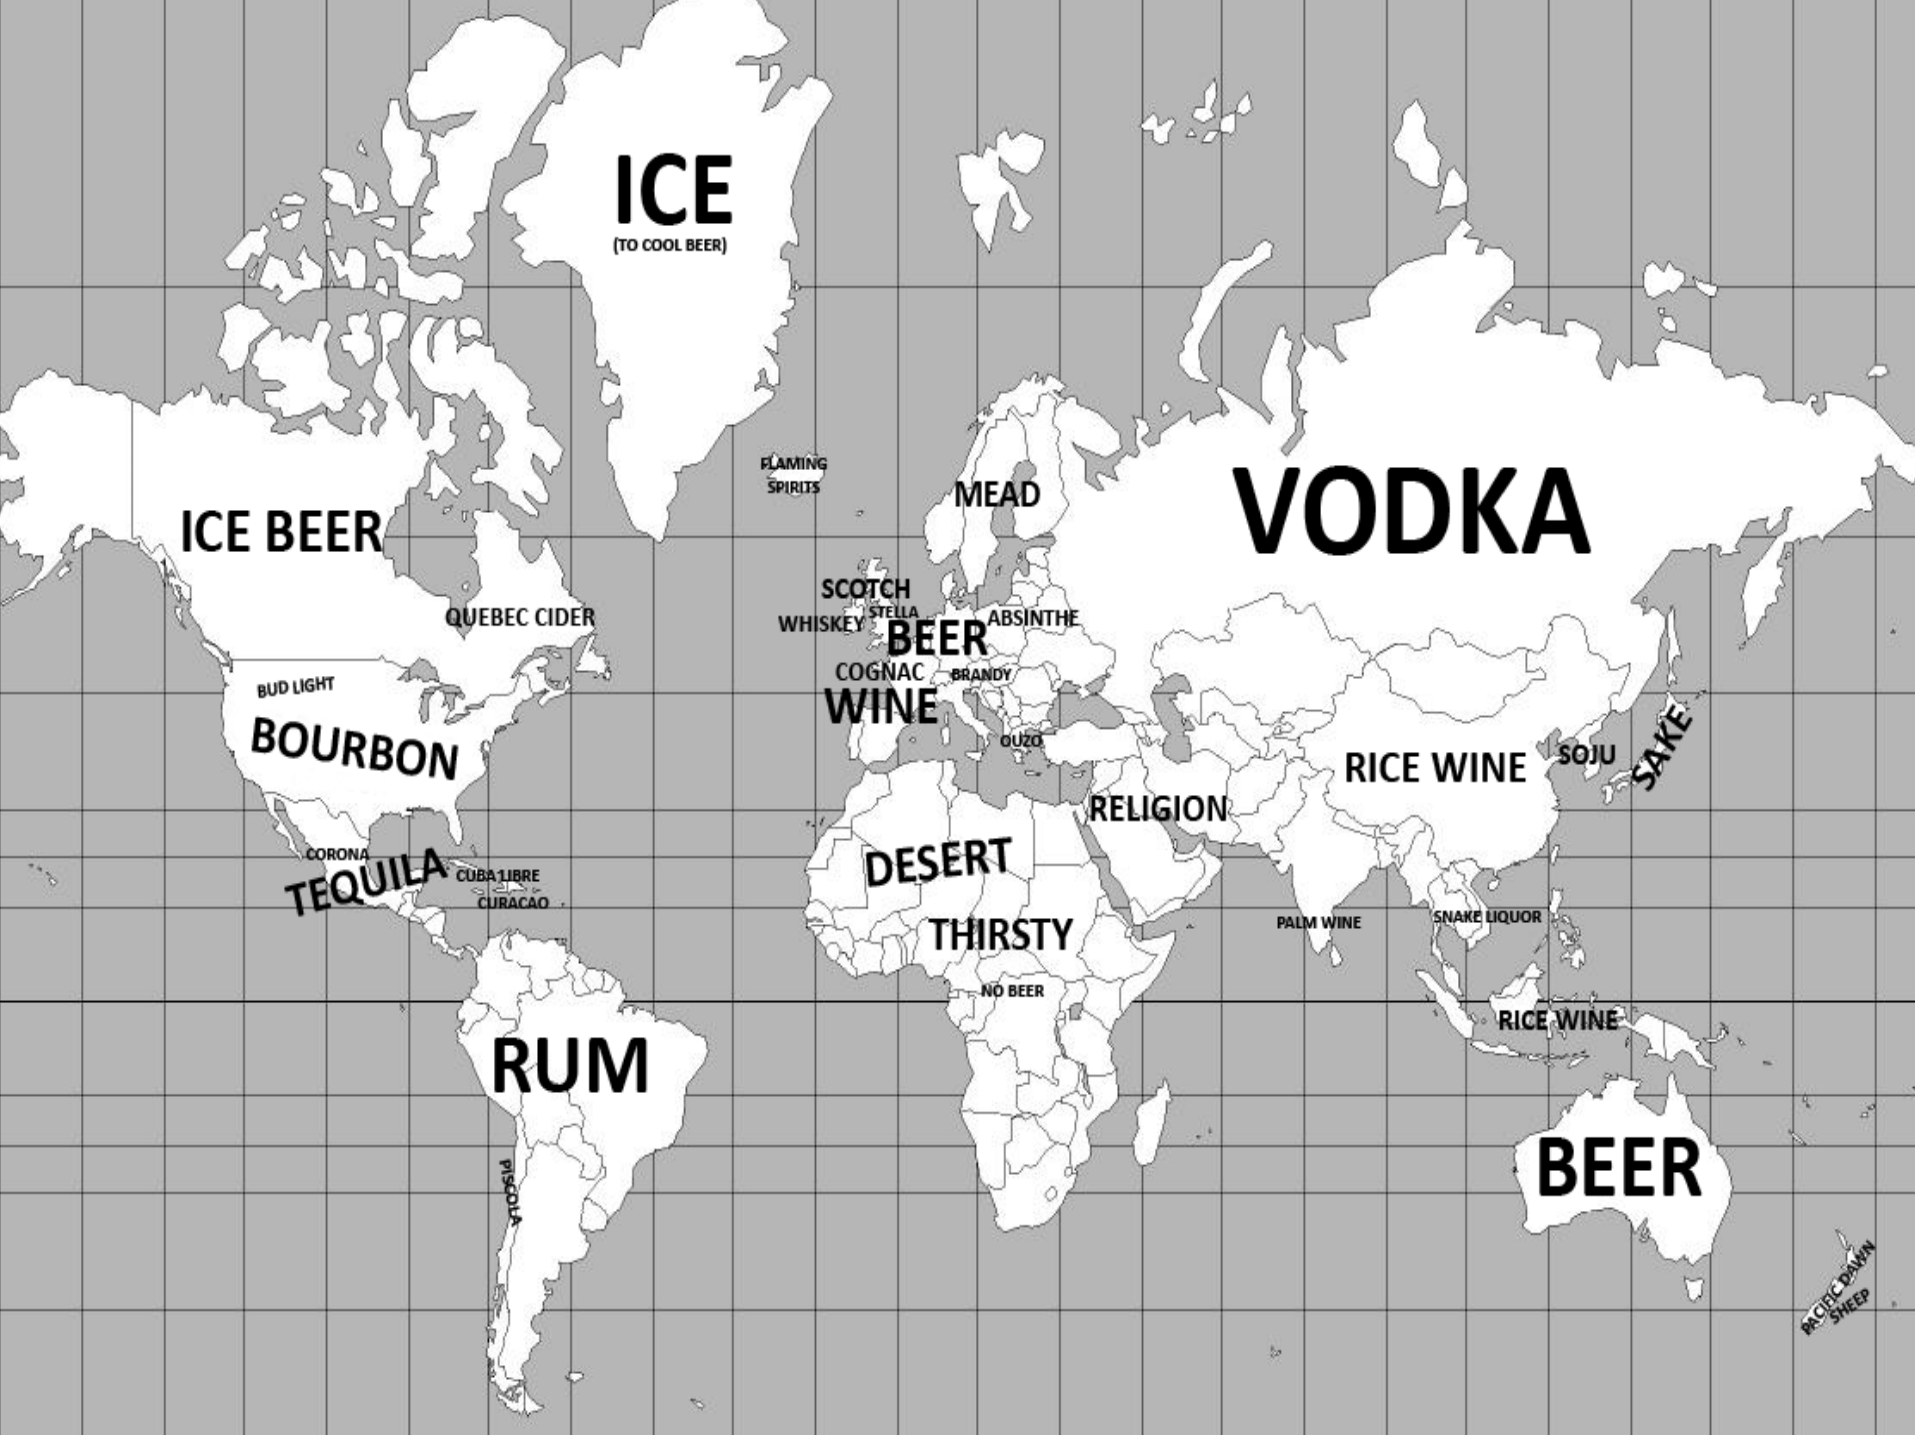 ICE
(TO COOL BEER)
FLAMING
SPIRITS
MEAD
VODKA
ICE BEER
QUEBEC CIDER
SCOTCH
STELLA
WHISKEY
BEER
ABSINTHE
COGNAC
BRANDY
WINE
OUZO
BUD LIGHT
BOURBON
RICE WINE
SOJU
SAKE
RELIGION
CORONA
TEQUILA
CUBA LIBRE
CURACAO
DESERT
THIRSTY
NO BEER
PALM WINE
SNAKE LIQUOR
RICE WINE
RUM
PISCOLA
BEER
PACIFIC DAWN
SHEEP